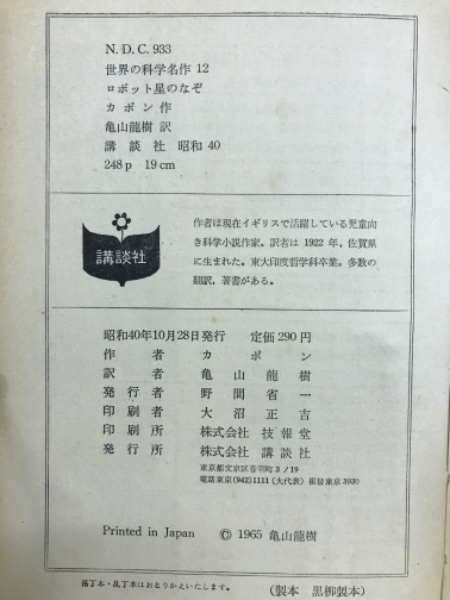 N.D.C. 933
世界の科学名作 12
ロボット星のなぞ
カポン作
亀山龍樹 訳
講談社 昭和 40
248 p 19 cm
講談社
作者は現在イギリスで活躍している児童向
き科学小説作家。訳者は 1922 年，佐賀県
に生まれた。東大印度哲学科卒業。多数の
翻訳，著書がある。
昭和40年10月28日発行 定価 290 円
作者 カポン
訳者 亀山龍樹
発行者 野間省一
印刷者 大沼正吉
印刷所 株式会社 技報堂
発行所 株式会社 講談社
東京都文京区音羽町 3 / 19
電話東京(942)1111 (大代表) 振替東京 3930
Printed in Japan © 1965 亀山龍樹
落丁本・乱丁本はおとりかえいたします。
(製本 黒柳製本)